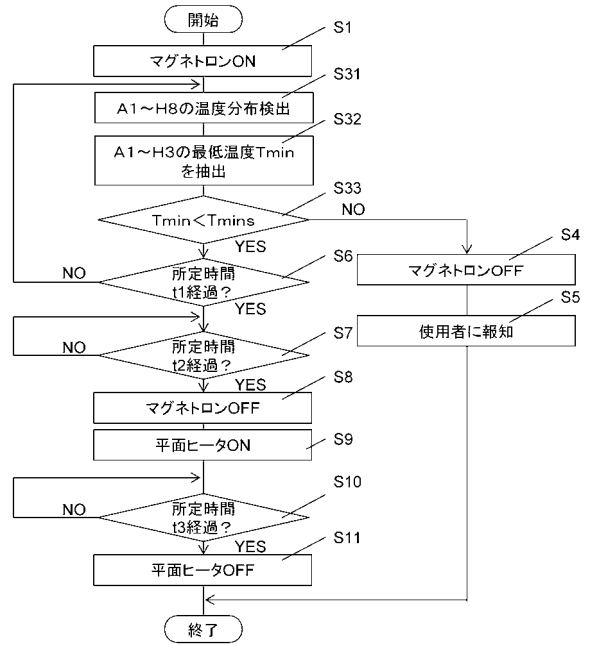 開始
S1
マグネトロンON
S31
A1～H8の温度分布検出
S32
A1～H3の最低温度Tmin
を抽出
S33
Tmin＜Tmins
NO
YES
S4
マグネトロンOFF
S5
使用者に報知
S6
NO
所定時間
t1経過？
YES
S7
NO
所定時間
t2経過？
YES
S8
マグネトロンOFF
S9
平面ヒータON
S10
NO
所定時間
t3経過？
YES
S11
平面ヒータOFF
終了